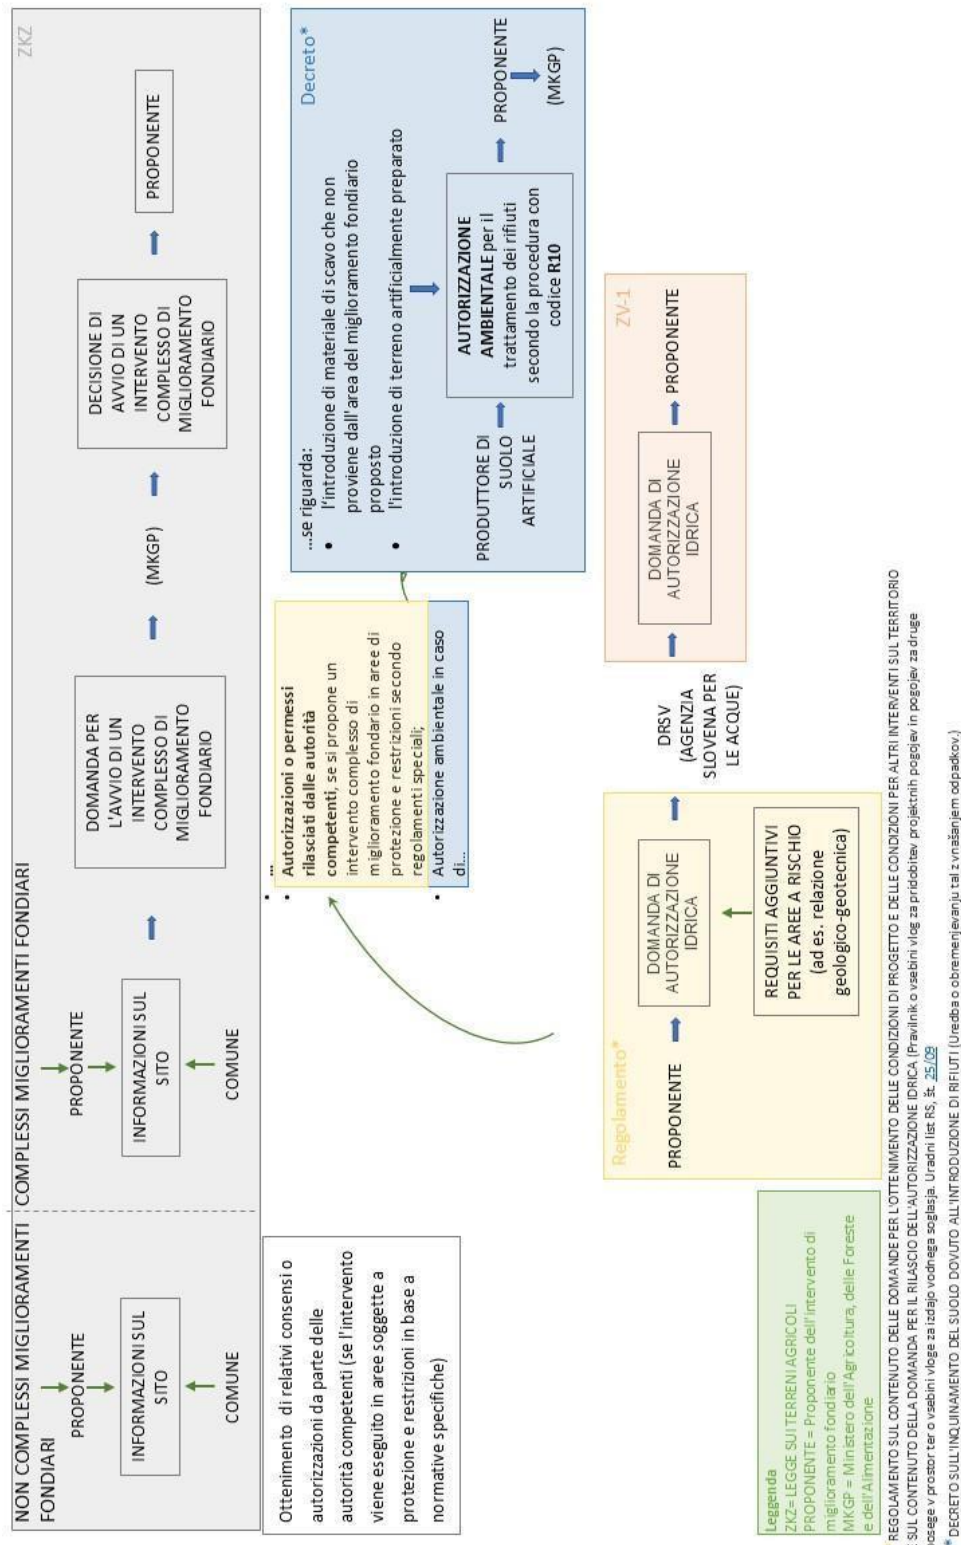 NON COMPLESSI MIGLIORAMENTI
FONDIARI
PROPONENTE
INFORMAZIONI SUL
SITO
COMUNE
COMPLESSI MIGLIORAMENTI FONDIARI
PROPONENTE
INFORMAZIONI SUL
SITO
COMUNE
DOMANDA PER
L'AVVIO DI UN
INTERVENTO
COMPLESSO DI
MIGLIORAMENTO
FONDIARIO
(MKGP)
DECISIONE DI
AVVIO DI UN
INTERVENTO
COMPLESSO DI
MIGLIORAMENTO
FONDIARIO
PROPONENTE
ZKZ
Ottenimento di relativi consensi o
autorizzazioni da parte delle
autorità competenti (se l'intervento
viene eseguito in aree soggette a
protezione e restrizioni in base a
normative specifiche)
• ...
• Autorizzazioni o permessi
rilasciati dalle autorità
competenti, se si propone un
intervento complesso di
miglioramento fondario in aree di
protezione e restrizioni secondo
regolamenti speciali;
• Autorizzazione ambientale in caso
di...
Decreto*
...se riguarda:
• l'introduzione di materiale di scavo che non
proviene dall'area del miglioramento fondiario
proposto
• l'introduzione di terreno artificialmente preparato
PRODUTTORE DI
SUOLO
ARTIFICIALE
AUTORIZZAZIONE
AMBIENTALE per il
trattamento dei rifiuti
secondo la procedura con
codice R10
PROPONENTE
(MKGP)
Regolamento*
PROPONENTE
DOMANDA DI
AUTORIZZAZIONE
IDRICA
REQUISITI AGGIUNTIVI
PER LE AREE A RISCHIO
(ad es. relazione
geologico-geotecnica)
DRSV
(AGENZIA
SLOVENA PER
LE ACQUE)
ZV-1
DOMANDA DI
AUTORIZZAZIONE
IDRICA
PROPONENTE
Leggenda
ZKZ= LEGGE SUI TERRENI AGRICOLI
PROPONENTE = Proponente dell'intervento di
miglioramento fondiario
MKGP = Ministero dell'Agricoltura, delle Foreste
e dell'Alimentazione
REGOLAMENTO SUL CONTENUTO DELLE DOMANDE PER L'OTTENIMENTO DELLE CONDIZIONI DI PROGETTO E DELLE CONDIZIONI PER ALTRI INTERVENTI SUL TERRITORIO
SUL CONTENUTO DELLA DOMANDA PER IL RILASCIO DELL'AUTORIZZAZIONE IDRICA (Pravilnik o vsebini vlog za pridobitev projektnih pogojev in pogojev za druge
posege v prostor ter o vsebini vloge za izdajo vodnega soglasja. Uradni list RS, št. 25/09
* DECRETO SULL'INQUINAMENTO DEL SUOLO DOVUTO ALL'INTRODUZIONE DI RIFIUTI (Uredba o obremenjevanju tal z vnašanjem odpadkov.)